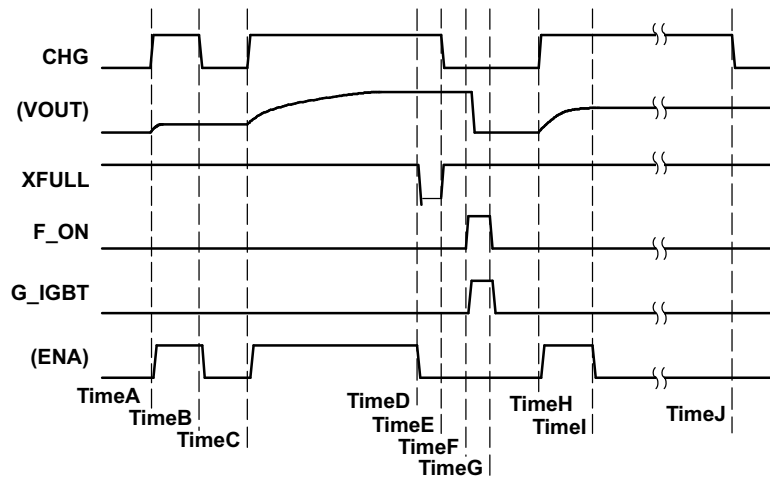 CHG
(VOUT)
XFULL
F_ON
G_IGBT
(ENA)
TimeA
TimeB
TimeC
TimeD
TimeE
TimeF
TimeG
TimeH
TimeI
TimeJ